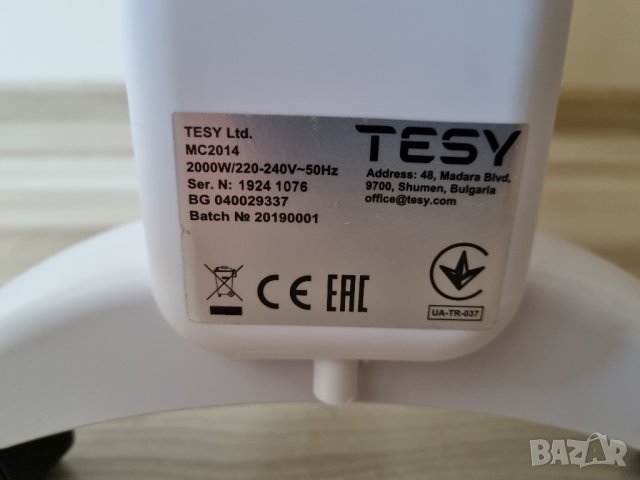 TESY Ltd.
MC2014
2000W/220-240V~50Hz
Ser. N: 1924 1076
BG 040029337
Batch № 20190001
TESY
Address: 48, Madara Blvd,
9700, Shumen, Bulgaria
office@tesy.com
CE EAC
UA-TR-037
BAZAR